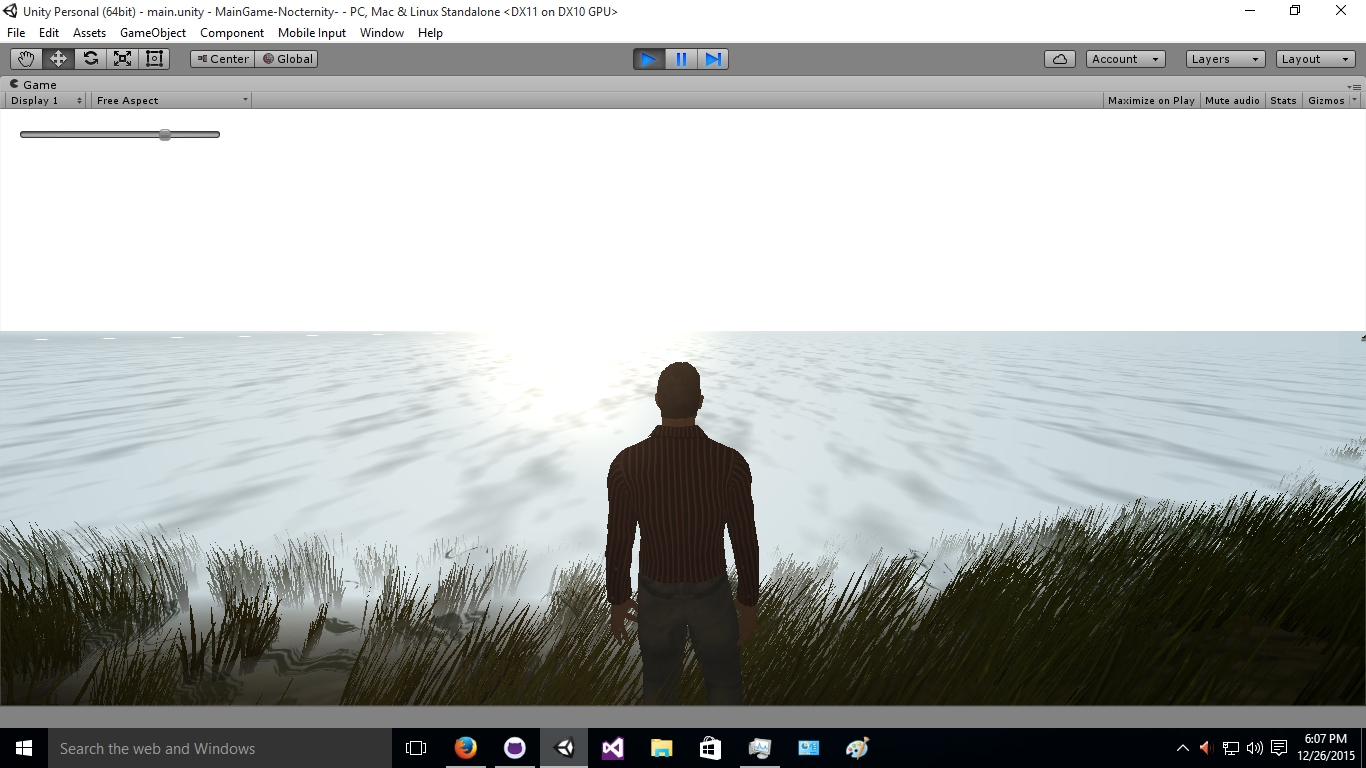 Unity Personal (64bit) - main.unity - MainGame-Nocternity- - PC, Mac & Linux Standalone <DX11 on DX10 GPU>
File Edit Assets GameObject Component Mobile Input Window Help
Center Global Account Layers Layout
Game
Display 1 Free Aspect Maximize on Play Mute audio Stats Gizmos
Search the web and Windows
6:07 PM
12/26/2015